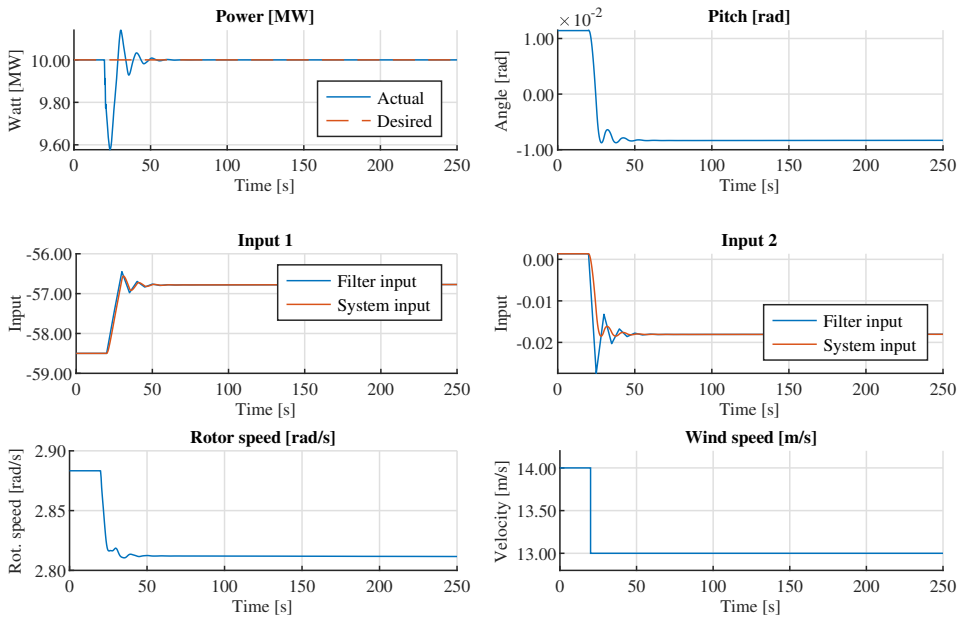 Power [MW]
Watt [MW]
10.00
9.80
9.60
Actual
Desired
0 50 100 150 200 250
Time [s]
Pitch [rad]
×10⁻²
Angle [rad]
1.00
0.00
-1.00
0 50 100 150 200 250
Time [s]
Input 1
Input
-56.00
-57.00
-58.00
-59.00
Filter input
System input
0 50 100 150 200 250
Time [s]
Input 2
Input
0.00
-0.01
-0.02
Filter input
System input
0 50 100 150 200 250
Time [s]
Rotor speed [rad/s]
Rot. speed [rad/s]
2.90
2.85
2.80
0 50 100 150 200 250
Time [s]
Wind speed [m/s]
Velocity [m/s]
14.00
13.00
0 50 100 150 200 250
Time [s]